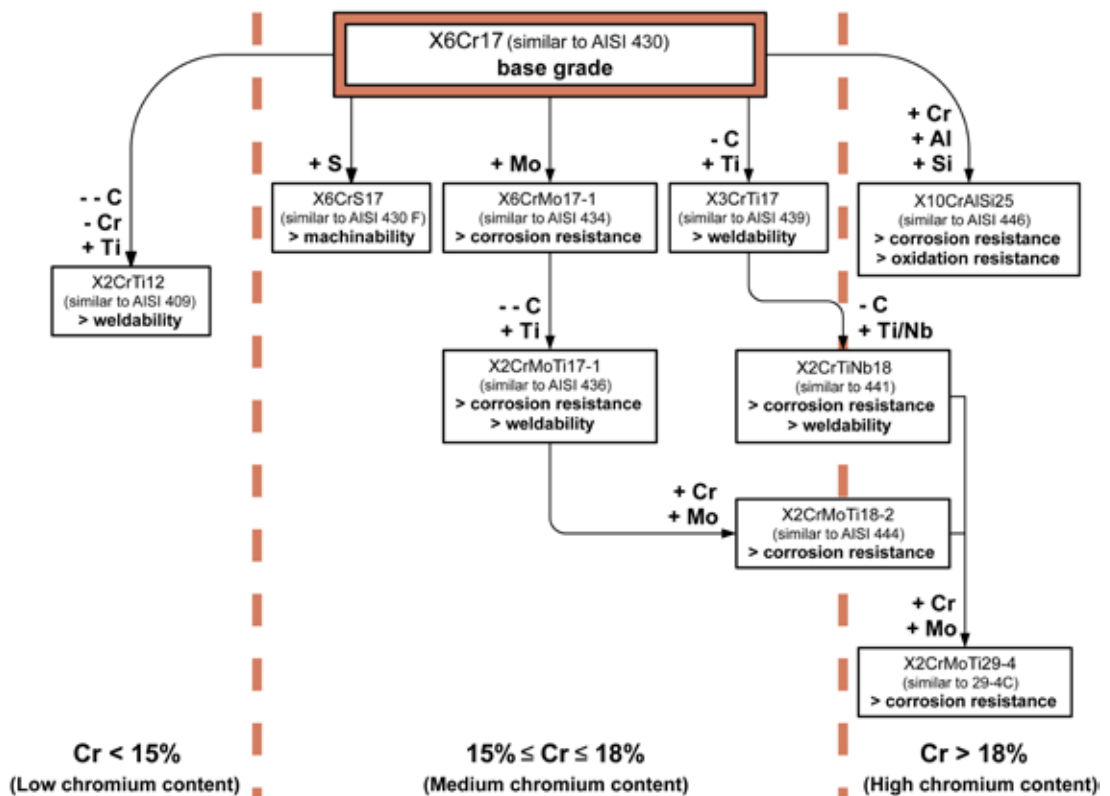 X6Cr17 (similar to AISI 430)
base grade
+ S
+ Mo
- C
+ Ti
+ Cr
+ Al
+ Si
- - C
- Cr
+ Ti
X6CrS17
(similar to AISI 430 F)
> machinability
X6CrMo17-1
(similar to AISI 434)
> corrosion resistance
X3CrTi17
(similar to AISI 439)
> weldability
X10CrAlSi25
(similar to AISI 446)
> corrosion resistance
> oxidation resistance
X2CrTi12
(similar to AISI 409)
> weldability
- - C
+ Ti
- C
+ Ti/Nb
X2CrMoTi17-1
(similar to AISI 436)
> corrosion resistance
> weldability
X2CrTiNb18
(similar to 441)
> corrosion resistance
> weldability
+ Cr
+ Mo
X2CrMoTi18-2
(similar to AISI 444)
> corrosion resistance
+ Cr
+ Mo
X2CrMoTi29-4
(similar to 29-4C)
> corrosion resistance
Cr < 15%
(Low chromium content)
15% ≤ Cr ≤ 18%
(Medium chromium content)
Cr > 18%
(High chromium content)